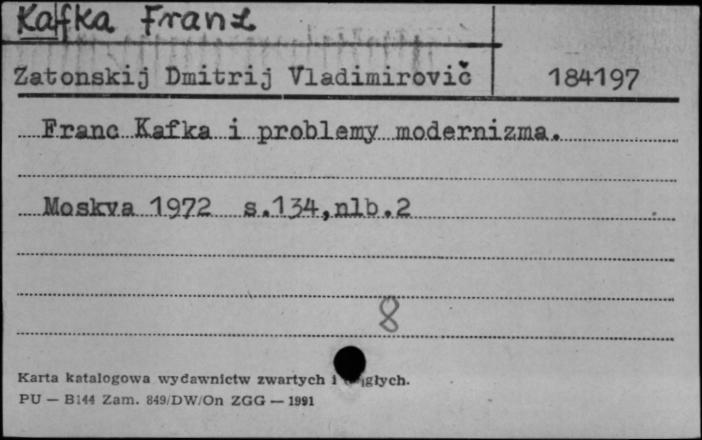 Kafka Franz
Zatonskij Dmitrij Vladimirovič 184197
Franc Kafka i problemy modernizma.
Moskva 1972 s.134,nlb.2
8
Karta katalogowa wydawnictw zwartych i
PU — B144 Zam. 849/DW/On ZGG — 1991